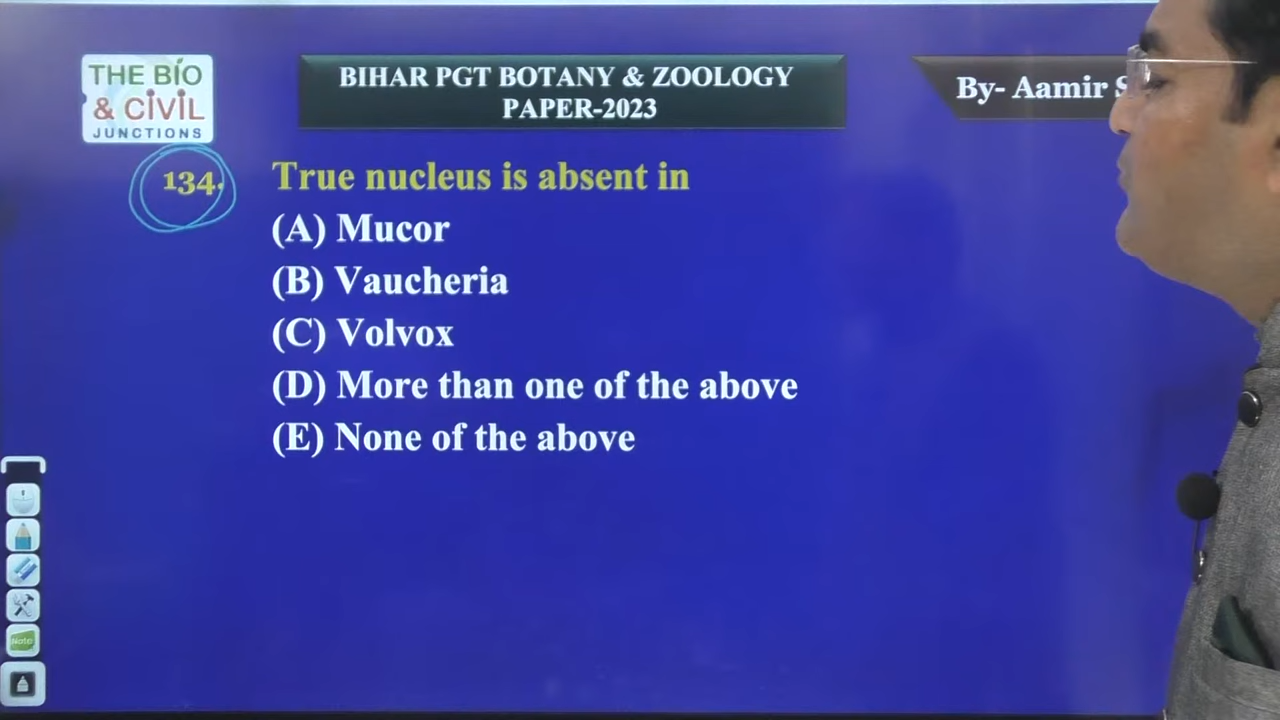 THE BIO
& CIVIL
JUNCTIONS
BIHAR PGT BOTANY & ZOOLOGY
PAPER-2023
By- Aamir
134.
True nucleus is absent in
(A) Mucor
(B) Vaucheria
(C) Volvox
(D) More than one of the above
(E) None of the above
Note